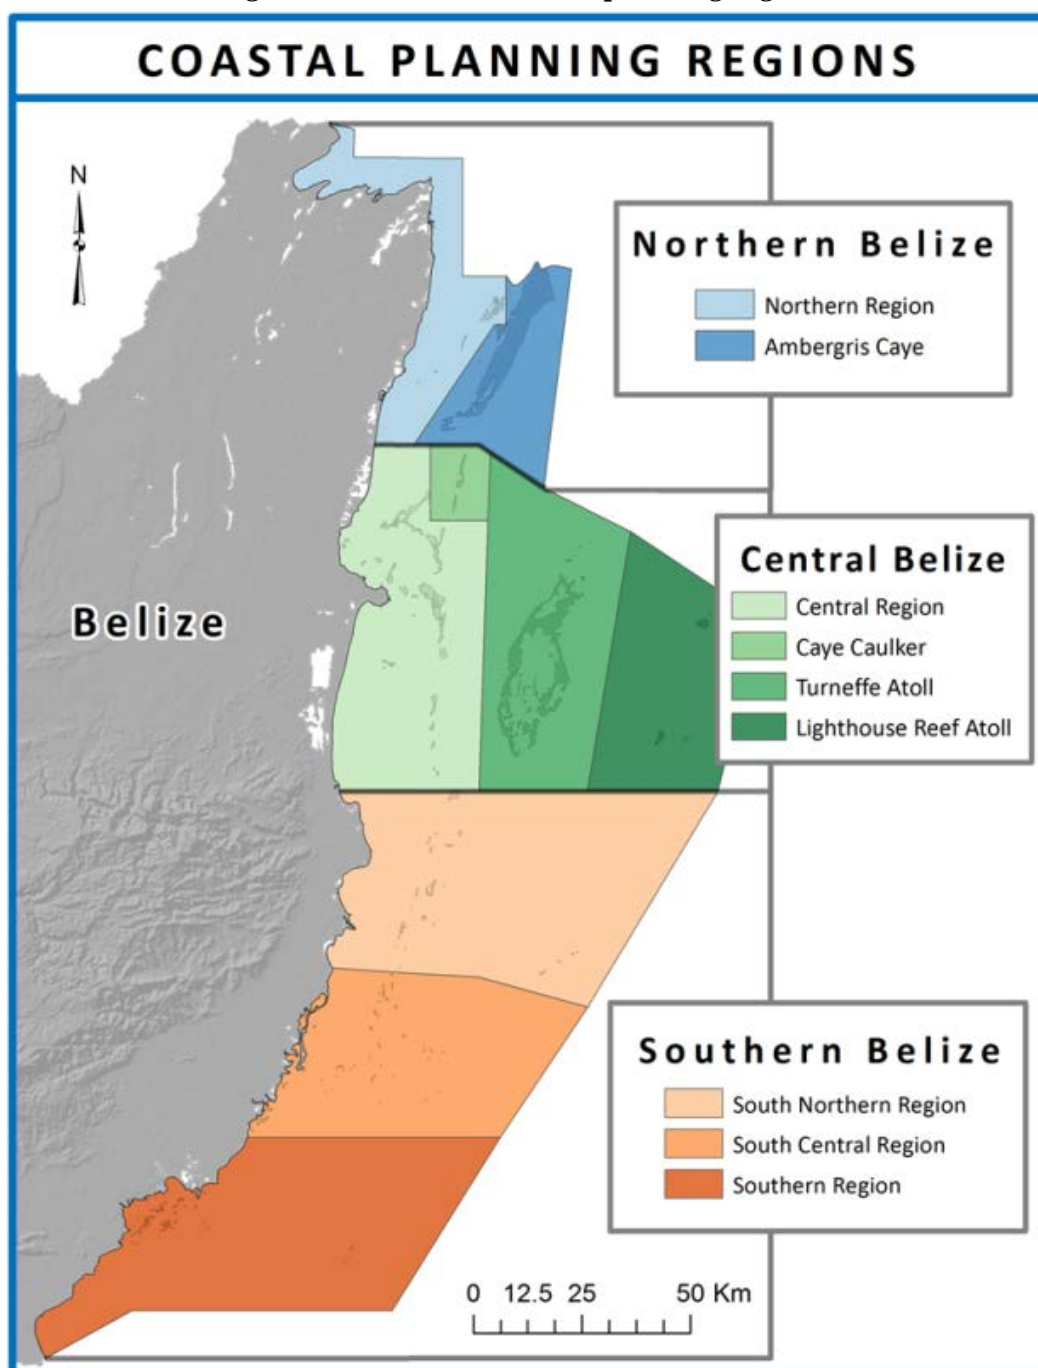 COASTAL PLANNING REGIONS
N
Northern Belize
Northern Region
Ambergris Caye
Central Belize
Central Region
Caye Caulker
Turneffe Atoll
Lighthouse Reef Atoll
Belize
Southern Belize
South Northern Region
South Central Region
Southern Region
0 12.5 25 50 Km